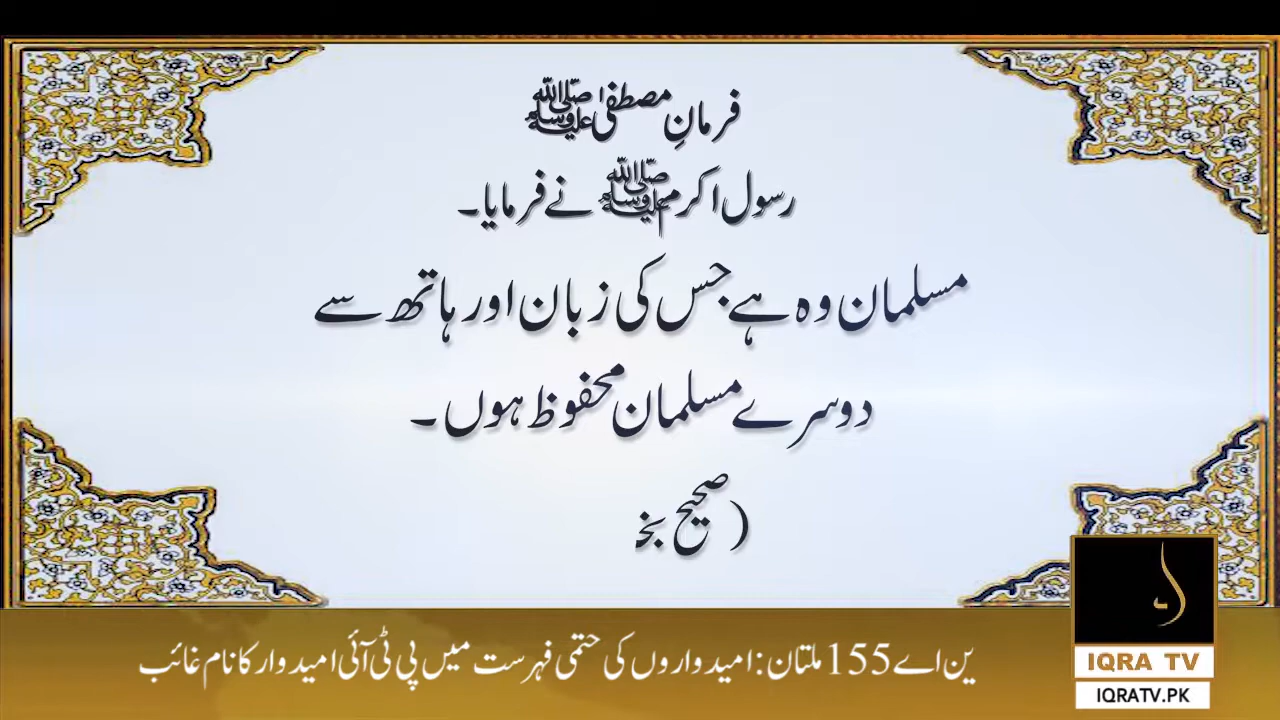 فرمانِ مصطفیٰ ﷺ
رسول اکرم ﷺ نے فرمایا۔
مسلمان وہ ہے جس کی زبان اور ہاتھ سے
دوسرے مسلمان محفوظ ہوں۔
(صحیح بخ
ین اے 155 ملتان: امیدواروں کی حتمی فہرست میں پی ٹی آئی امیدوار کا نام غائب
IQRA TV
IQRATV.PK